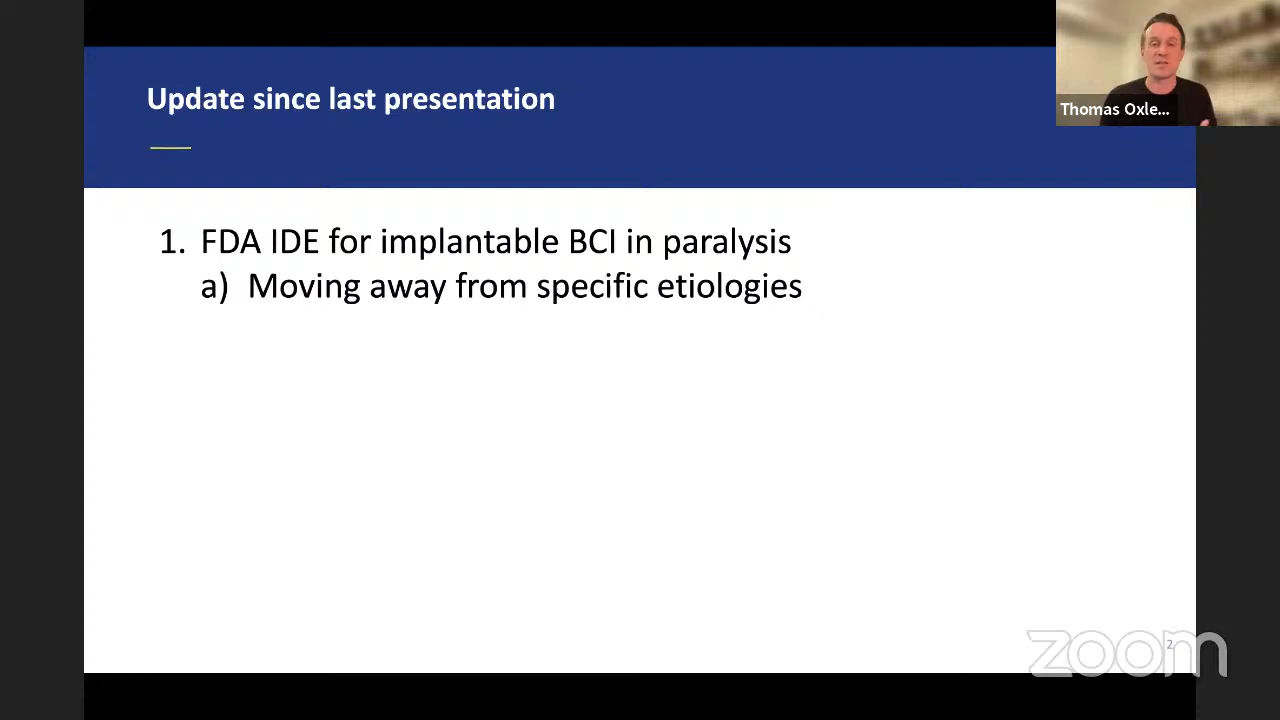 Update since last presentation
Thomas Oxle...
1. FDA IDE for implantable BCI in paralysis
a) Moving away from specific etiologies
2
zoom